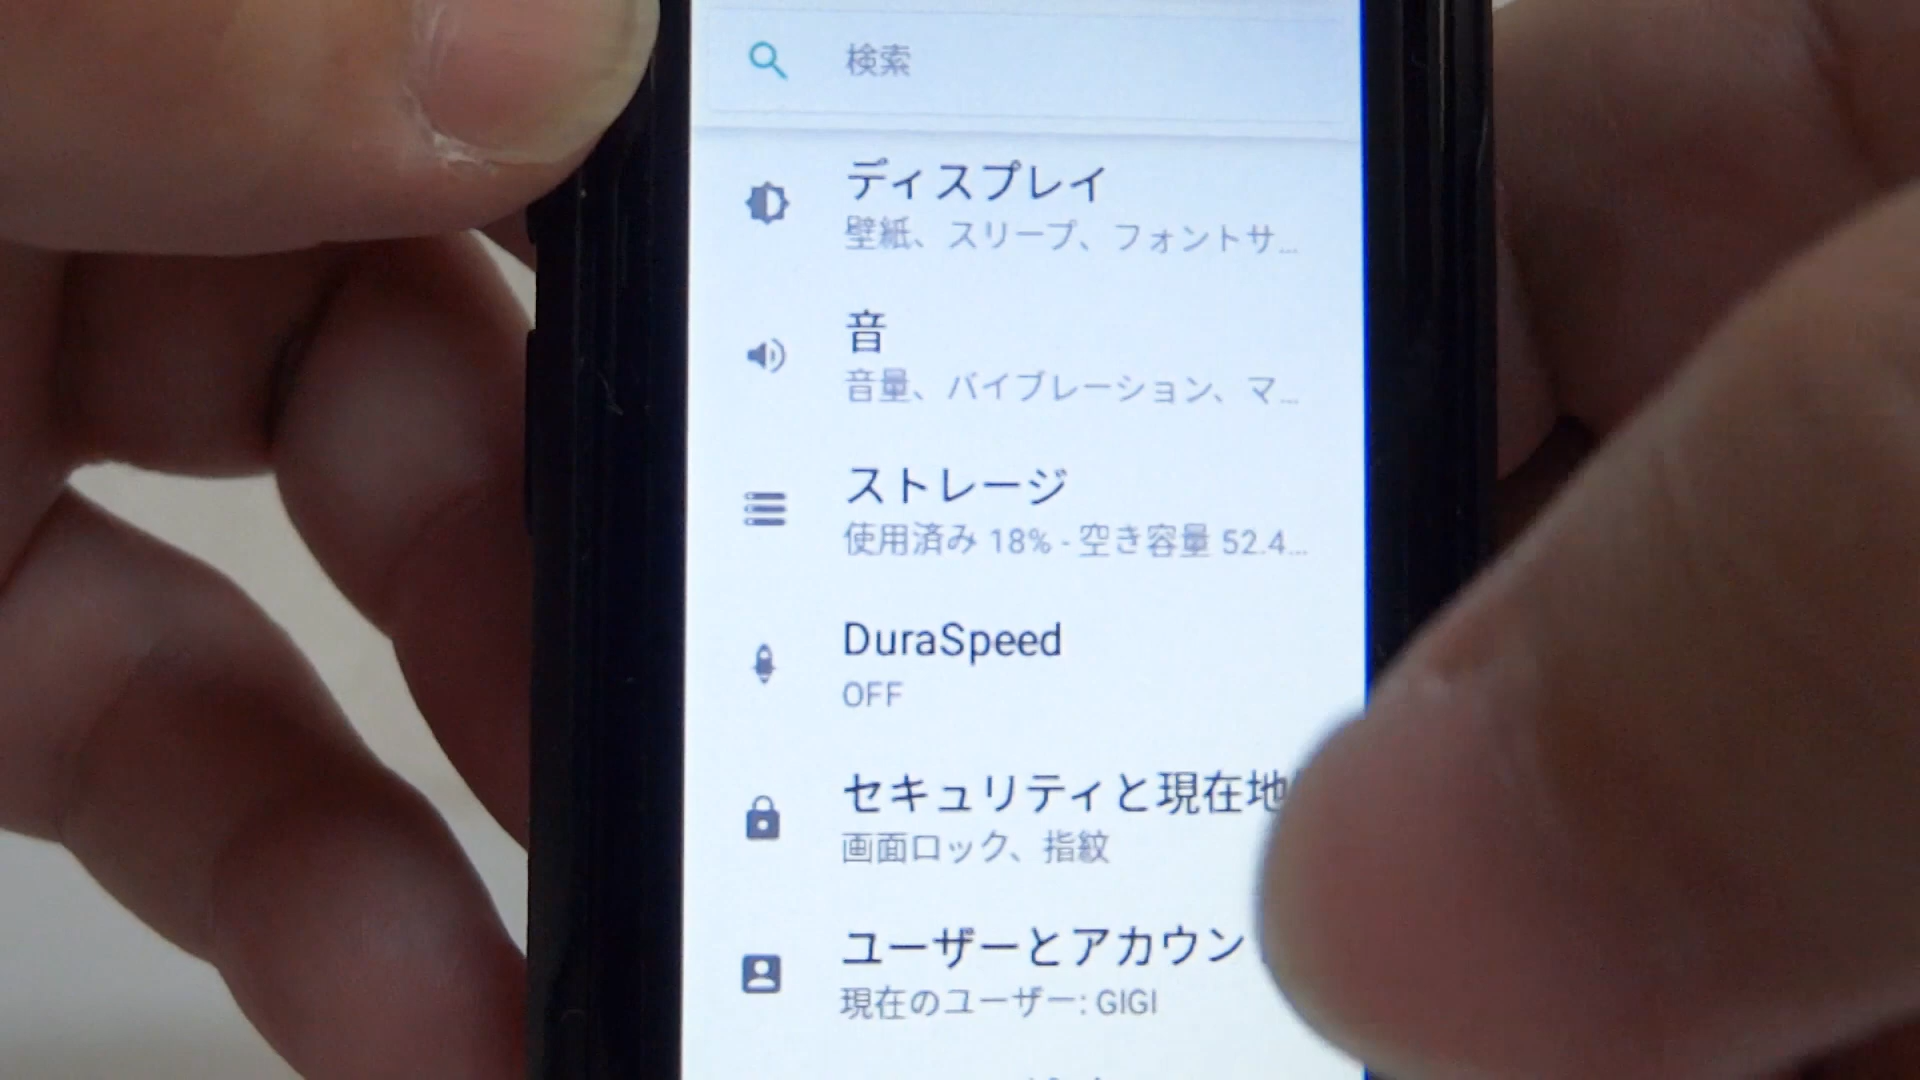 検索
ディスプレイ
壁紙、スリープ、フォントサ...
音
音量、バイブレーション、マ...
ストレージ
使用済み 18% - 空き容量 52.4...
DuraSpeed
OFF
セキュリティと現在地
画面ロック、指紋
ユーザーとアカウン
現在のユーザー: GIGI